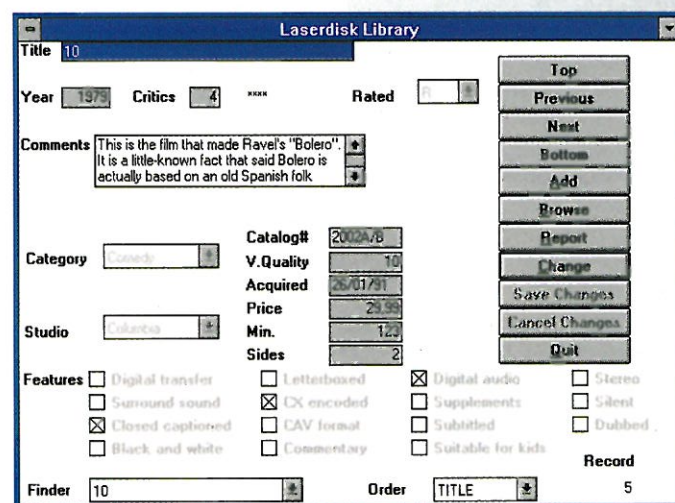 Laserdisk Library
Title 10
Year 1979 Critics 4 **** Rated R
Comments This is the film that made Ravel's "Bolero".
It is a little-known fact that said Bolero is
actually based on an old Spanish folk
Category Comedy
Studio Columbia
Catalog# 2002A/B
V.Quality 10
Acquired 26/01/91
Price 29.99
Min. 123
Sides 2
Top
Previous
Next
Bottom
Add
Browse
Report
Change
Save Changes
Cancel Changes
Quit
Features Digital transfer Letterboxed Digital audio Stereo
Surround sound CX encoded Supplements Silent
Closed captioned CAV format Subtitled Dubbed
Black and white Commentary Suitable for kids
Record
Finder 10 Order TITLE 5